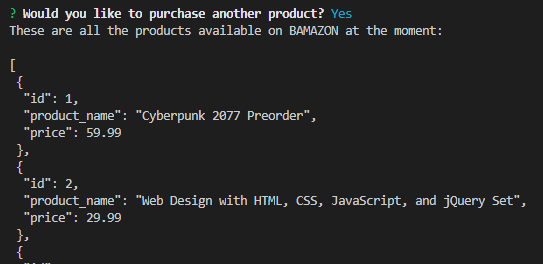 ? Would you like to purchase another product? Yes
These are all the products available on BAMAZON at the moment:
[
{
"id": 1,
"product_name": "Cyberpunk 2077 Preorder",
"price": 59.99
},
{
"id": 2,
"product_name": "Web Design with HTML, CSS, JavaScript, and jQuery Set",
"price": 29.99
},
{